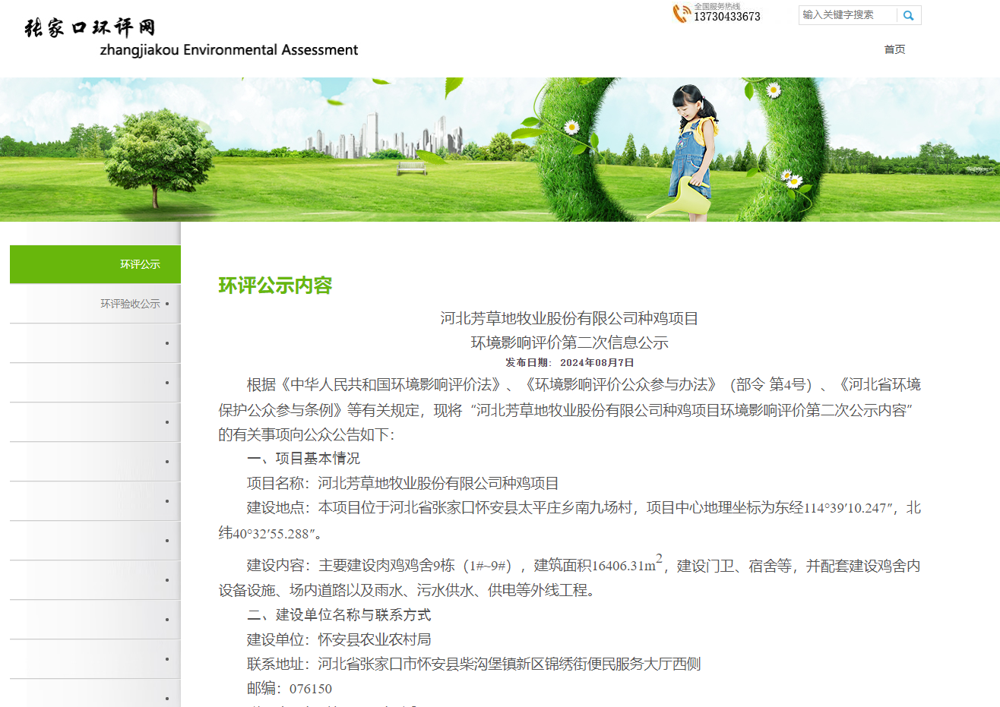 张家口环评网
zhangjiakou Environmental Assessment
全国服务热线
13730433673
输入关键字搜索
首页
环评公示
环评验收公示
环评公示内容
河北芳草地牧业股份有限公司种鸡项目
环境影响评价第二次信息公示
发布日期： 2024年08月7日
根据《中华人民共和国环境影响评价法》、《环境影响评价公众参与办法》（部令 第4号）、《河北省环境
保护公众参与条例》等有关规定，现将“河北芳草地牧业股份有限公司种鸡项目环境影响评价第二次公示内容”
的有关事项向公众公告如下：
一、项目基本情况
项目名称：河北芳草地牧业股份有限公司种鸡项目
建设地点：本项目位于河北省张家口怀安县太平庄乡南九场村，项目中心地理坐标为东经114°39′10.247″，北
纬40°32′55.288″。
建设内容：主要建设肉鸡鸡舍9栋（1#~9#），建筑面积16406.31m²，建设门卫、宿舍等，并配套建设鸡舍内
设备设施、场内道路以及雨水、污水供水、供电等外线工程。
二、建设单位名称与联系方式
建设单位：怀安县农业农村局
联系地址：河北省张家口市怀安县柴沟堡镇新区锦绣街便民服务大厅西侧
邮编：076150